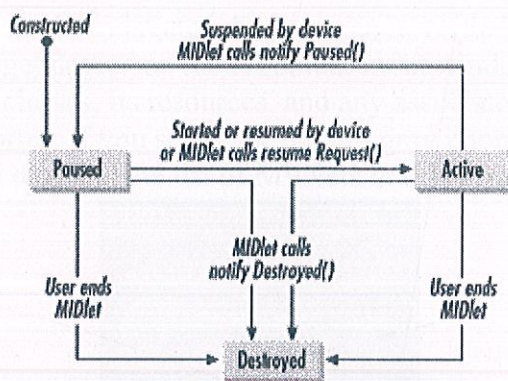 Constructed
Suspended by device
MIDlet calls notify Paused()
Started or resumed by device
or MIDlet calls resume Request()
Paused
Active
MIDlet calls
notify Destroyed()
User ends
MIDlet
User ends
MIDlet
Destroyed